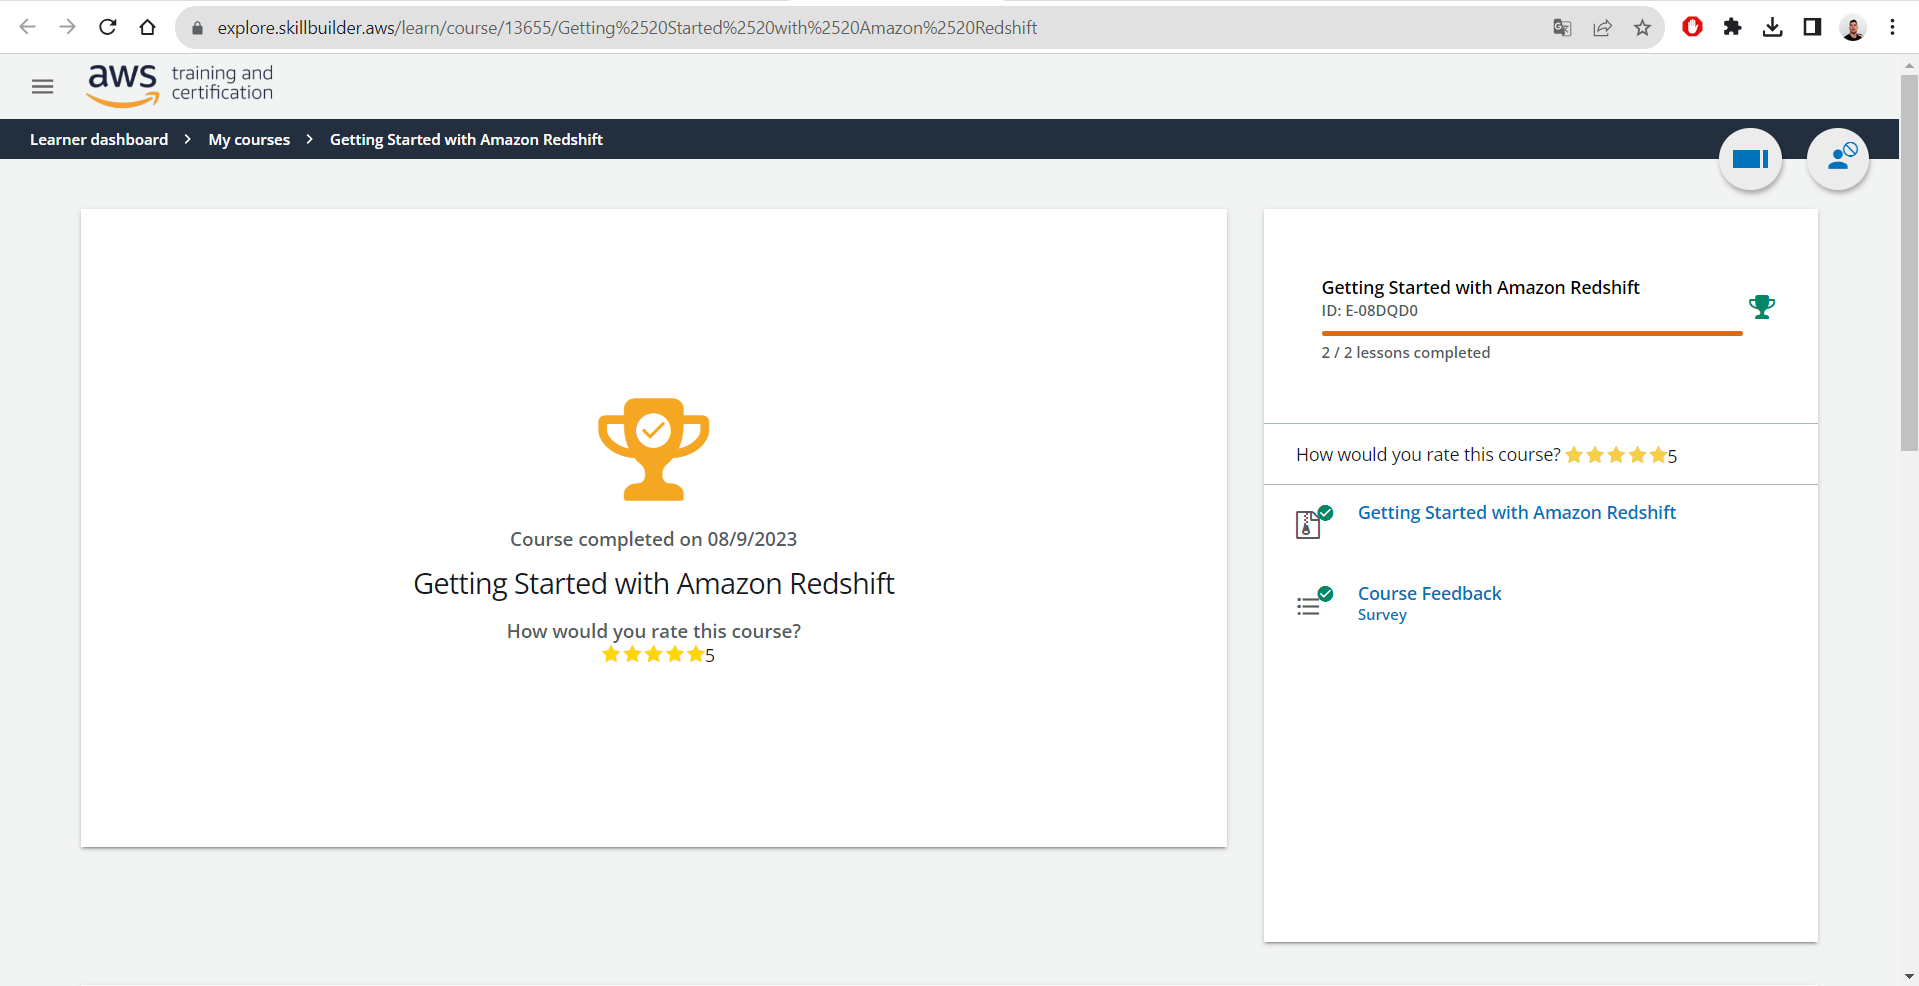 explore.skillbuilder.aws/learn/course/13655/Getting%2520Started%2520with%2520Amazon%2520Redshift
aws training and
certification
Learner dashboard > My courses > Getting Started with Amazon Redshift
Getting Started with Amazon Redshift
ID: E-08DQD0
2 / 2 lessons completed
How would you rate this course? 5
Getting Started with Amazon Redshift
Course Feedback
Survey
Course completed on 08/9/2023
Getting Started with Amazon Redshift
How would you rate this course?
5